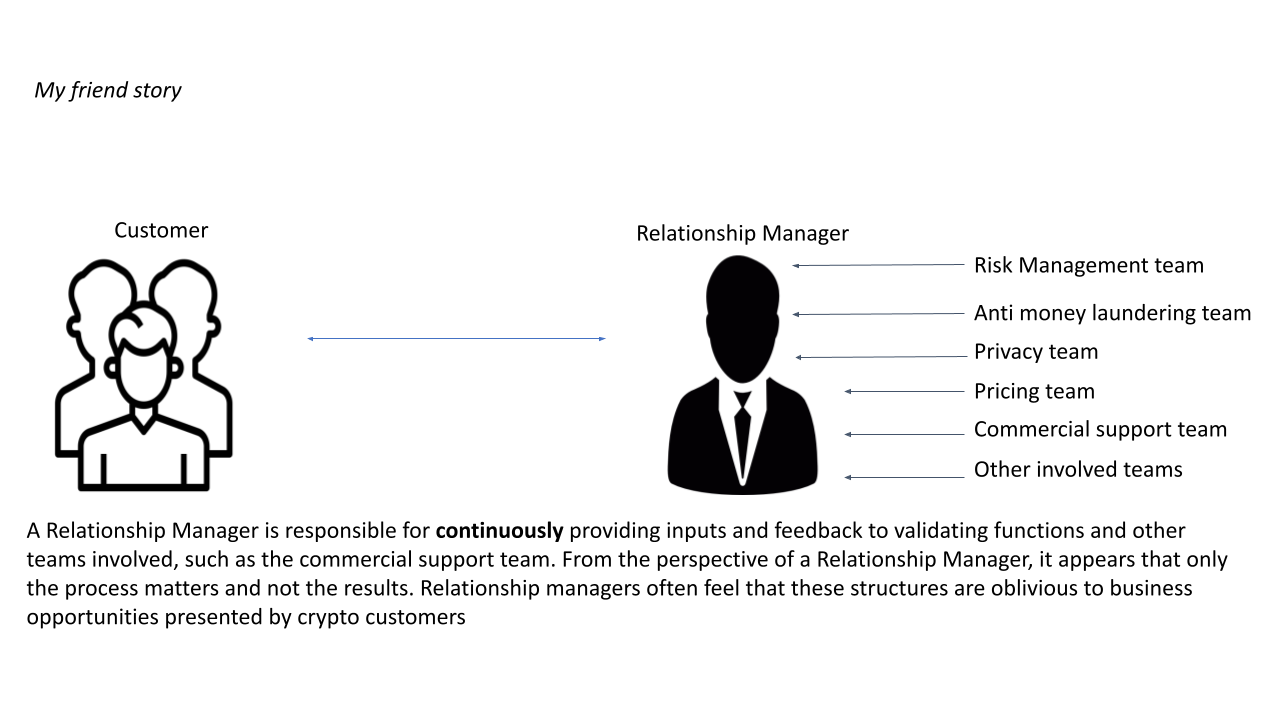 My friend story
Customer
Relationship Manager
Risk Management team
Anti money laundering team
Privacy team
Pricing team
Commercial support team
Other involved teams
A Relationship Manager is responsible for continuously providing inputs and feedback to validating functions and other
teams involved, such as the commercial support team. From the perspective of a Relationship Manager, it appears that only
the process matters and not the results. Relationship managers often feel that these structures are oblivious to business
opportunities presented by crypto customers